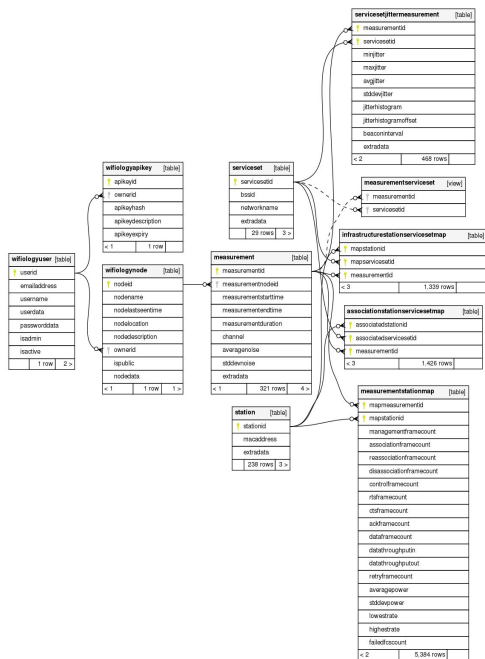 servicesetjittermeasurement [table]
measurementid
servicesetid
minjitter
maxjitter
avgjitter
stddevjitter
jitterhistogram
jitterhistogramoffset
beaconinterval
extradata
< 2 468 rows
wifiologyapikey [table]
apikeyid
ownerid
apikeyhash
apikeydescription
apikeyexpiry
< 1 1 row
serviceset [table]
servicesetid
bssid
networkname
extradata
29 rows 3 >
measurementserviceset [view]
measurementid
servicesetid
infrastructurestationservicesetmap [table]
mapstationid
mapservicesetid
measurementid
< 3 1,339 rows
wifiologyuser [table]
userid
emailaddress
username
userdata
passworddata
isadmin
isactive
1 row 2 >
wifiologynode [table]
nodeid
nodename
nodelastseentime
nodelocation
nodedescription
ownerid
ispublic
nodedata
< 1 1 row 1 >
measurement [table]
measurementid
measurementnodeid
measurementstarttime
measurementendtime
measurementduration
channel
averagenoise
stddevnoise
extradata
< 1 321 rows 4 >
associationstationservicesetmap [table]
associatedstationid
associatedservicesetid
measurementid
< 3 1,426 rows
station [table]
stationid
macaddress
extradata
238 rows 3 >
measurementstationmap [table]
mapmeasurementid
mapstationid
managementframecount
associationframecount
reassociationframecount
disassociationframecount
controlframecount
rtsframecount
ctsframecount
ackframecount
dataframecount
datathroughputin
datathroughputout
retryframecount
averagepower
stddevpower
lowestrate
highestrate
failedfcscount
< 2 5,384 rows